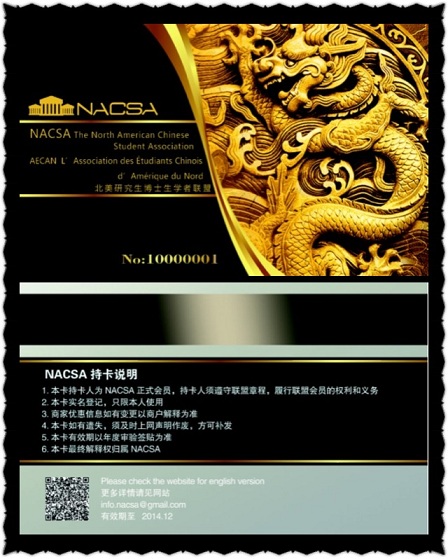 NACSA
NACSA The North American Chinese
Student Association
AECAN L' Association des Étudiants Chinois
d' Amérique du Nord
北美研究生博士生学者联盟
No:10000001
NACSA 持卡说明
1. 本卡持卡人为 NACSA 正式会员，持卡人须遵守联盟章程，履行联盟会员的权利和义务
2. 本卡实名登记，只限本人使用
3. 商家优惠信息如有变更以商户解释为准
4. 本卡如有遗失，须及时上网声明作废，方可补发
5. 本卡有效期以年度审验签贴为准
6. 本卡最终解释权归属 NACSA
Please check the website for english version
更多详情请见网站
info.nacsa@gmail.com
有效期至 2014.12